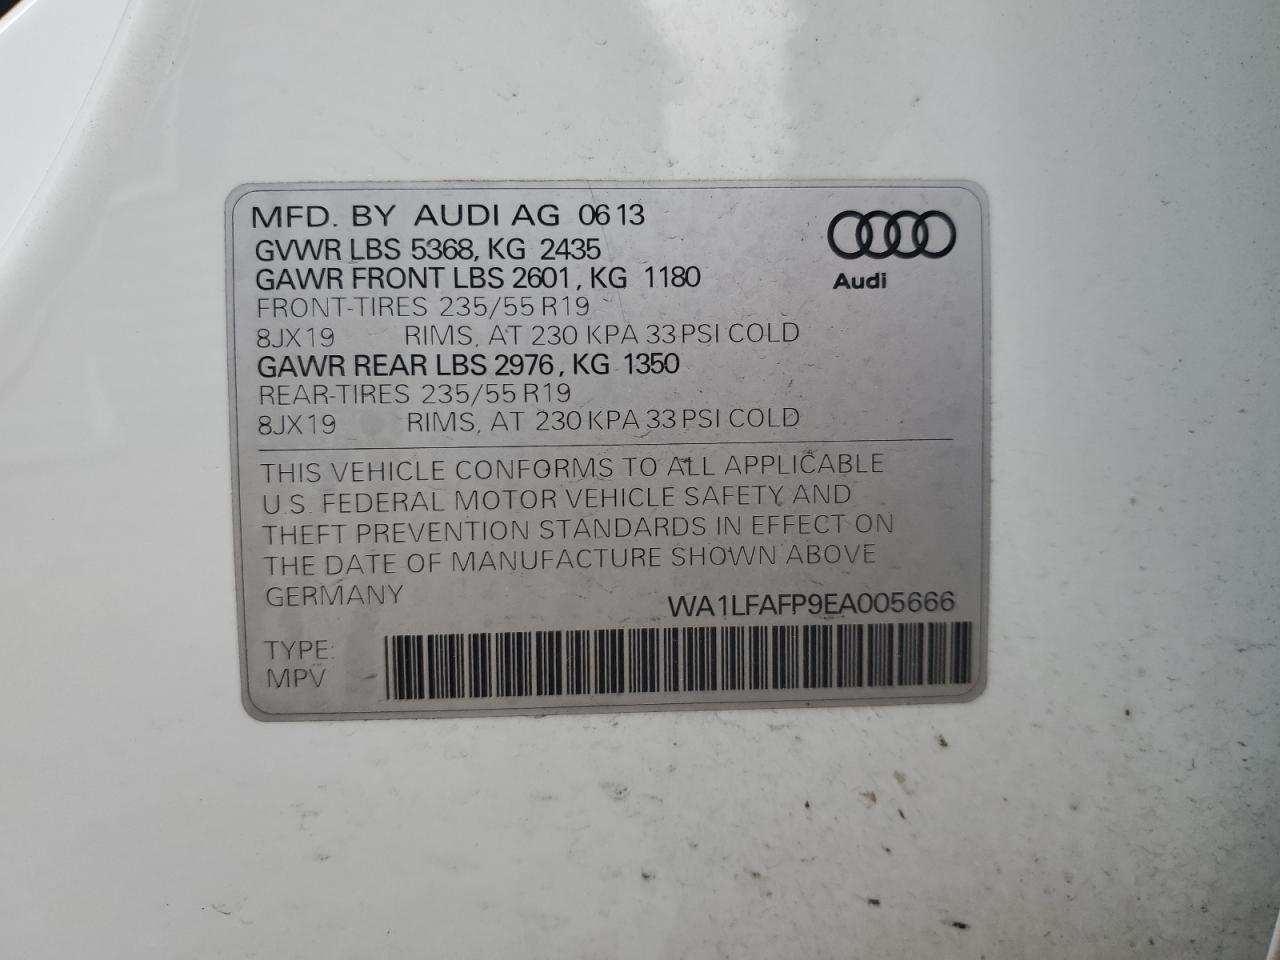 MFD. BY AUDI AG 0613
GVWR LBS 5368, KG 2435
GAWR FRONT LBS 2601, KG 1180
FRONT-TIRES 235/55 R19
8JX19 RIMS, AT 230 KPA 33 PSI COLD
GAWR REAR LBS 2976, KG 1350
REAR-TIRES 235/55 R19
8JX19 RIMS, AT 230 KPA 33 PSI COLD
Audi
THIS VEHICLE CONFORMS TO ALL APPLICABLE
U.S. FEDERAL MOTOR VEHICLE SAFETY AND
THEFT PREVENTION STANDARDS IN EFFECT ON
THE DATE OF MANUFACTURE SHOWN ABOVE
GERMANY
WA1LFAFP9EA005666
TYPE:
MPV